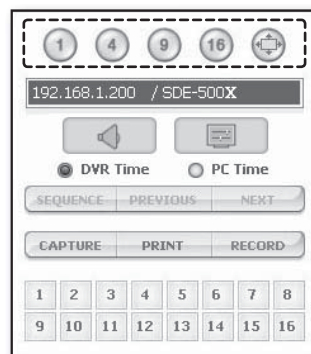 1 4 9 16
192.168.1.200 / SDE-500X
DVR Time PC Time
SEQUENCE PREVIOUS NEXT
CAPTURE PRINT RECORD
1 2 3 4 5 6 7 8
9 10 11 12 13 14 15 16